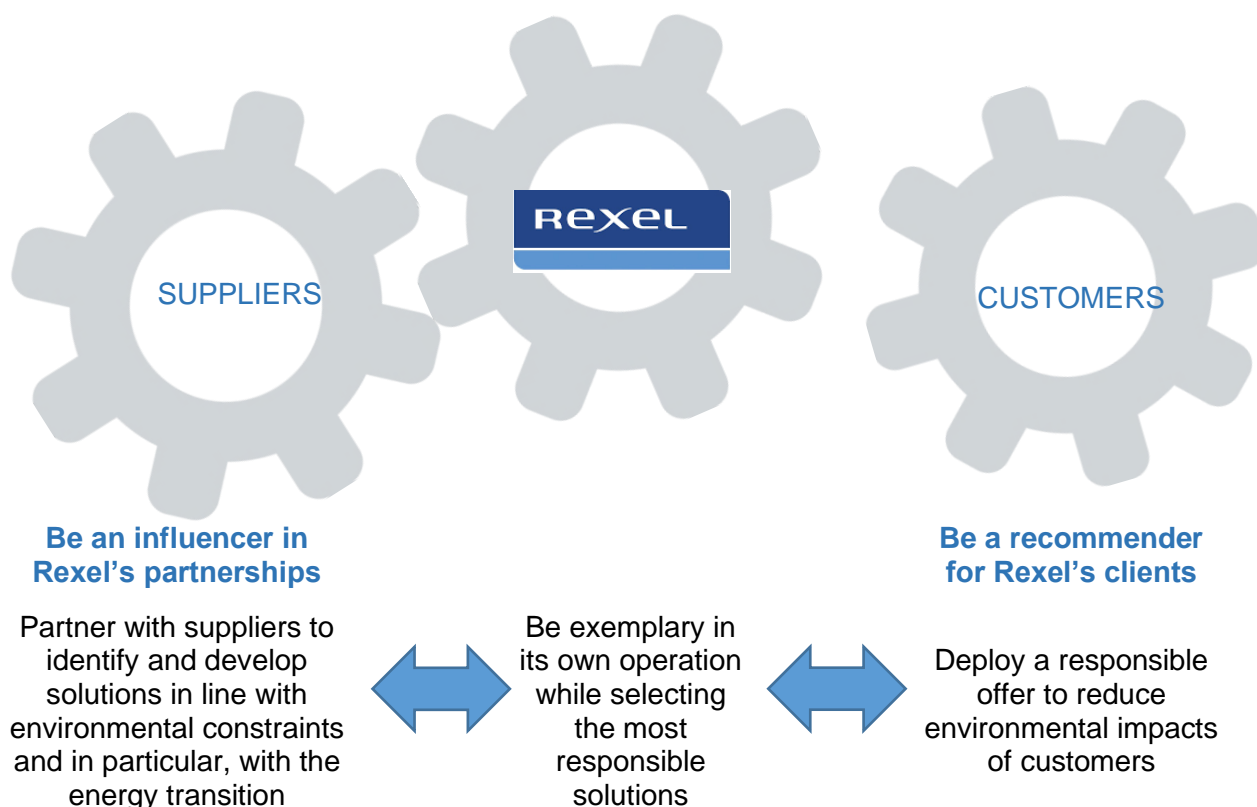 SUPPLIERS
REXEL
CUSTOMERS
Be an influencer in
Rexel’s partnerships
Partner with suppliers to
identify and develop
solutions in line with
environmental constraints
and in particular, with the
energy transition
Be exemplary in
its own operation
while selecting
the most
responsible
solutions
Be a recommender
for Rexel’s clients
Deploy a responsible
offer to reduce
environmental impacts
of customers